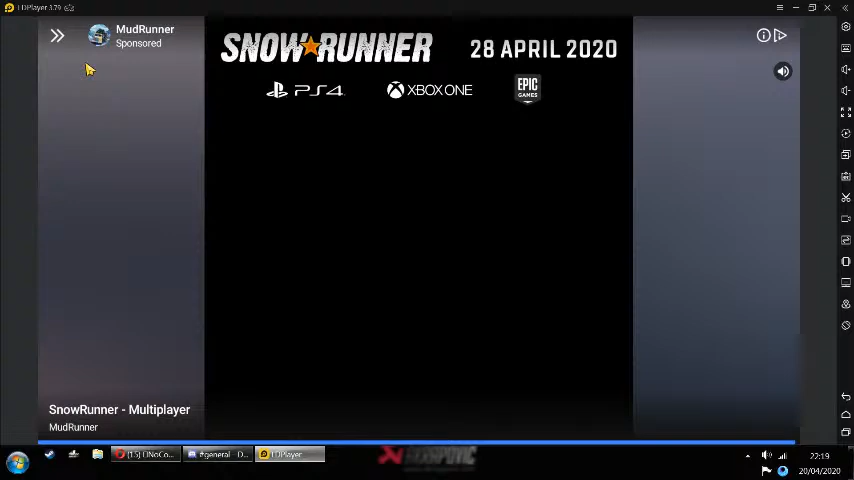 LDPlayer 3.79
MudRunner
Sponsored
SNOWRUNNER
28 APRIL 2020
PS4
XBOX ONE
EPIC
GAMES
SnowRunner - Multiplayer
MudRunner
#general - D...
LDPlayer
22:19
20/04/2020